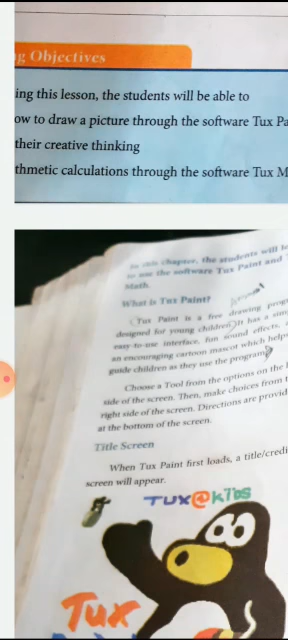 g Objectives
ing this lesson, the students will be able to
ow to draw a picture through the software Tux Pa
their creative thinking
thmetic calculations through the software Tux M
In this chapter, the students will le
to use the software Tux Paint and
Math.
What is Tux Paint?
Tux Paint is a free drawing prog
designed for young children. It has a sim
easy-to-use interface, fun sound effects, a
an encouraging cartoon mascot which helps
guide children as they use the program.
Choose a Tool from the options on the l
side of the screen. Then, make choices from t
right side of the screen. Directions are provid
at the bottom of the screen.
Title Screen
When Tux Paint first loads, a title/credi
screen will appear.
TUX@KIDS
Tux